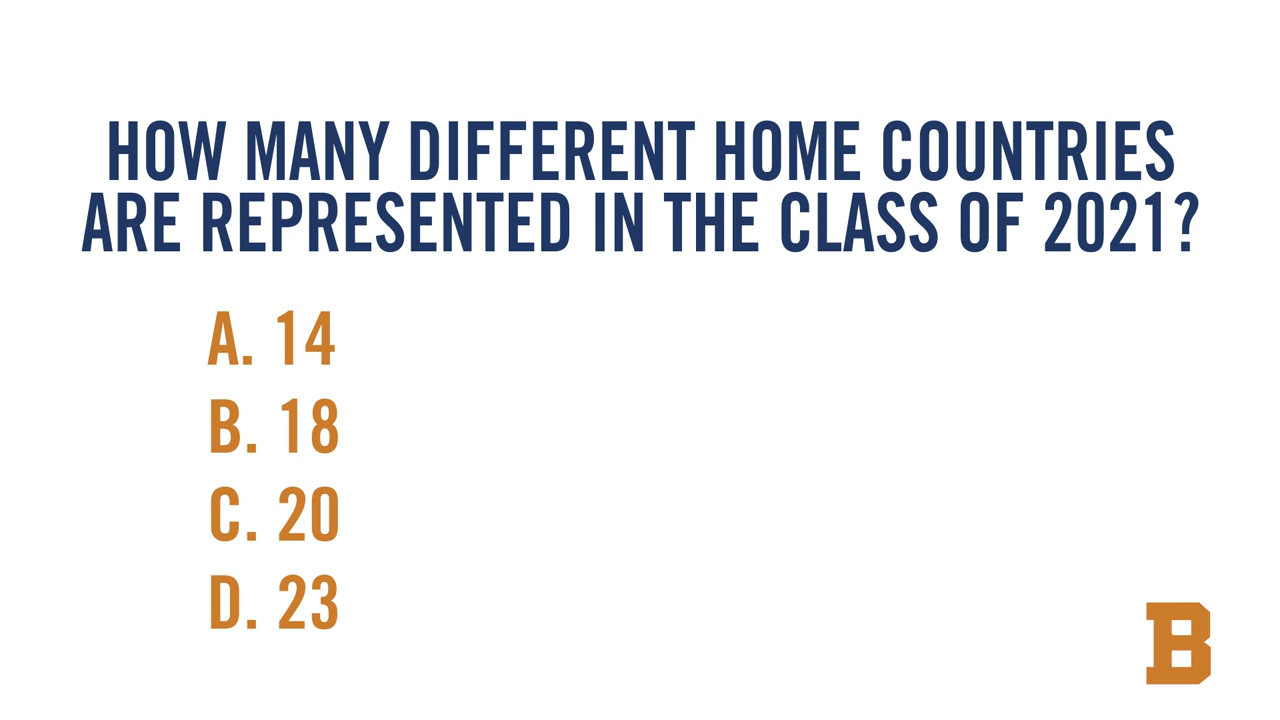 HOW MANY DIFFERENT HOME COUNTRIES
ARE REPRESENTED IN THE CLASS OF 2021?
A. 14
B. 18
C. 20
D. 23
B